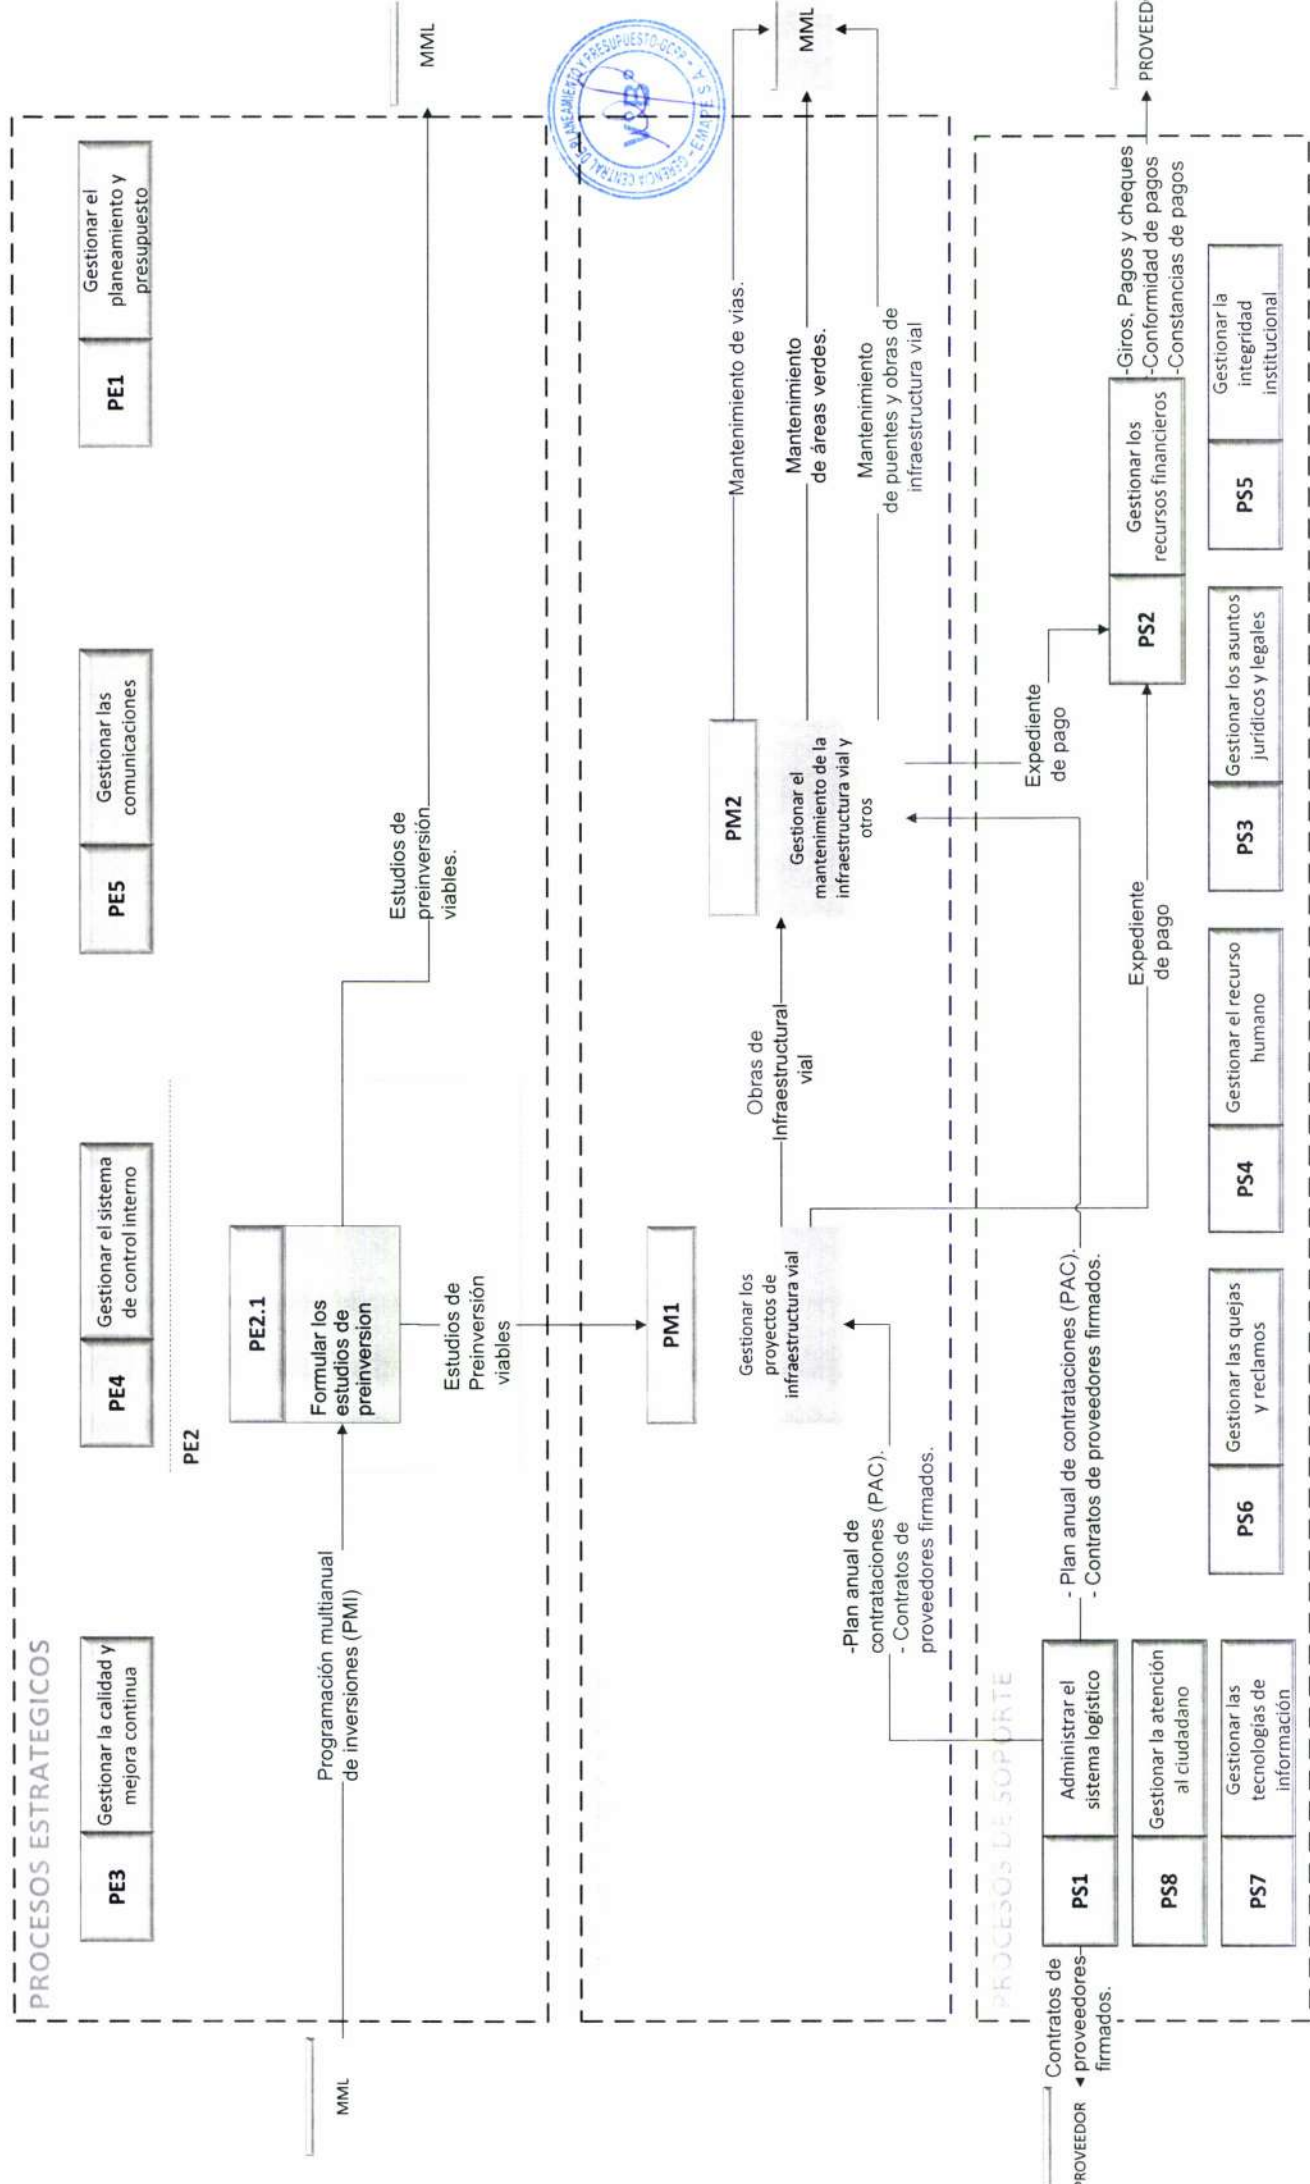 PROCESOS ESTRATEGICOS
PE3
Gestionar la calidad y
mejora continua
PE4
Gestionar el sistema
de control interno
PE5
Gestionar las
comunicaciones
PE1
Gestionar el
planeamiento y
presupuesto
PE2
PE2.1
Formular los
estudios de
preinversion
MML
Programación multianual
de inversiones (PMI)
Estudios de
preinversión
viables.
MML
Estudios de
Preinversión
viables
PM1
Gestionar los
proyectos de
infraestructura vial
Obras de
Infraestructural
vial
PM2
Gestionar el
mantenimiento de la
infraestructura vial y
otros
Mantenimiento de vias.
Mantenimiento
de áreas verdes.
Mantenimiento
de puentes y obras de
infraestructura vial
MML
GERENCIA CENTRAL DE PLANEAMIENTO Y PRESUPUESTO-GCPP
EMAPE S.A.
V°B°
-Plan anual de
contrataciones (PAC).
- Contratos de
proveedores firmados.
Expediente
de pago
PROCESOS DE SOPORTE
PROVEEDOR
Contratos de
proveedores
firmados.
PS1
Administrar el
sistema logístico
- Plan anual de contrataciones (PAC).
- Contratos de proveedores firmados.
Expediente
de pago
PS2
Gestionar los
recursos financieros
-Giros, Pagos y cheques
-Conformidad de pagos
-Constancias de pagos
PROVEED
PS8
Gestionar la atención
al ciudadano
PS7
Gestionar las
tecnologías de
información
PS6
Gestionar las quejas
y reclamos
PS4
Gestionar el recurso
humano
PS3
Gestionar los asuntos
jurídicos y legales
PS5
Gestionar la
integridad
institucional